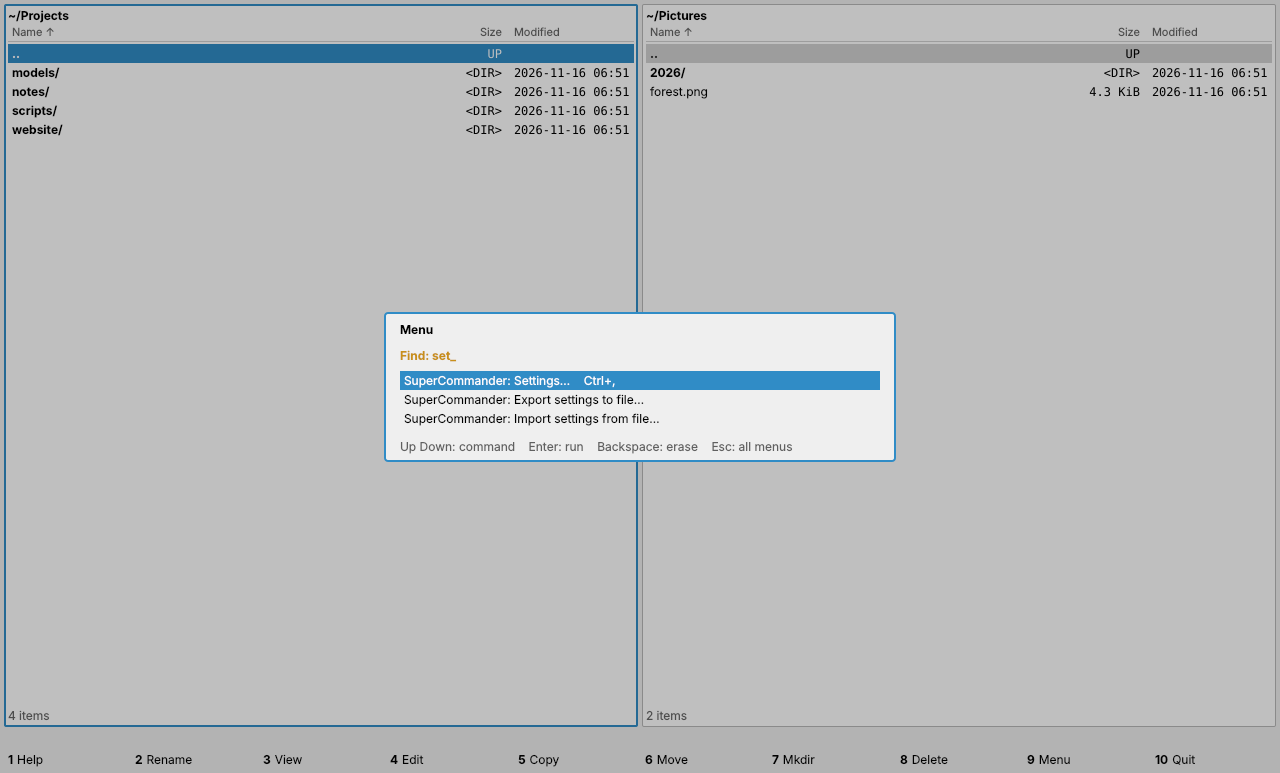 ~/Projects
Name ↑ Size Modified
.. UP
models/ <DIR> 2026-11-16 06:51
notes/ <DIR> 2026-11-16 06:51
scripts/ <DIR> 2026-11-16 06:51
website/ <DIR> 2026-11-16 06:51
4 items
~/Pictures
Name ↑ Size Modified
.. UP
2026/ <DIR> 2026-11-16 06:51
forest.png 4.3 KiB 2026-11-16 06:51
2 items
Menu
Find: set_
SuperCommander: Settings... Ctrl+,
SuperCommander: Export settings to file...
SuperCommander: Import settings from file...
Up Down: command Enter: run Backspace: erase Esc: all menus
1 Help 2 Rename 3 View 4 Edit 5 Copy 6 Move 7 Mkdir 8 Delete 9 Menu 10 Quit